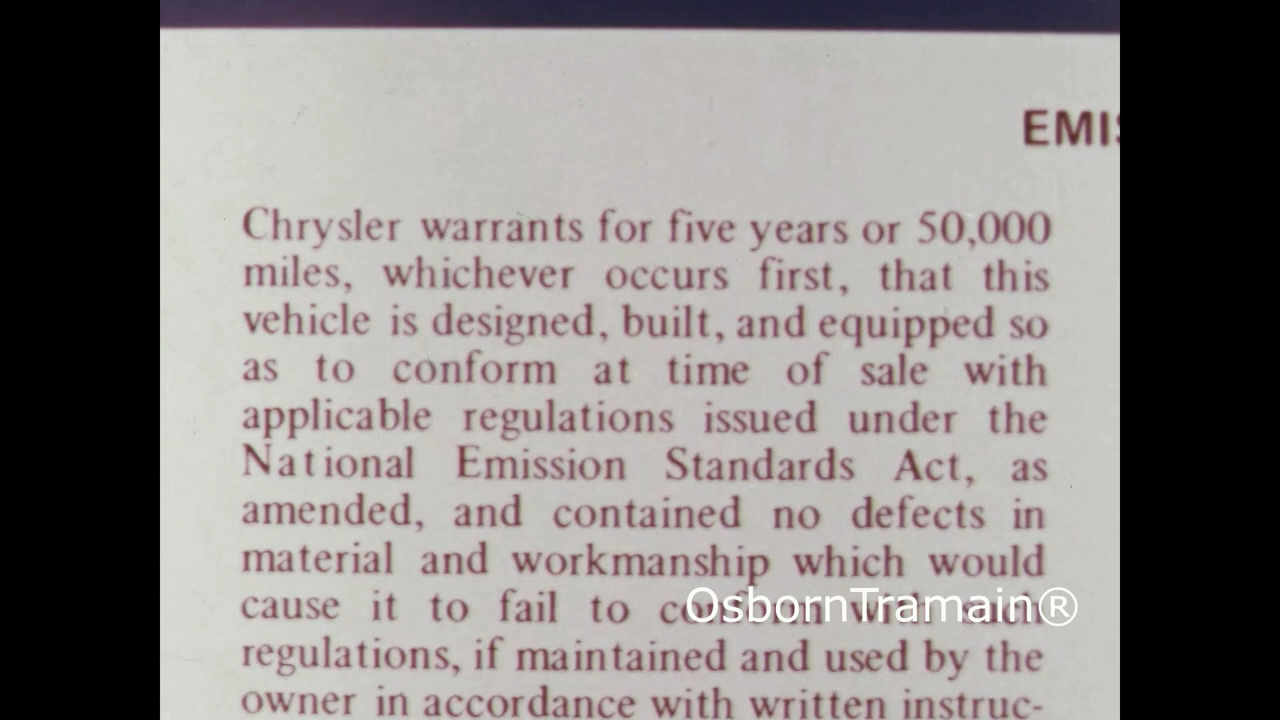 EMIS
Chrysler warrants for five years or 50,000
miles, whichever occurs first, that this
vehicle is designed, built, and equipped so
as to conform at time of sale with
applicable regulations issued under the
National Emission Standards Act, as
amended, and contained no defects in
material and workmanship which would
cause it to fail to
OsbornTramain®
regulations, if maintained and used by the
owner in accordance with written instruc-